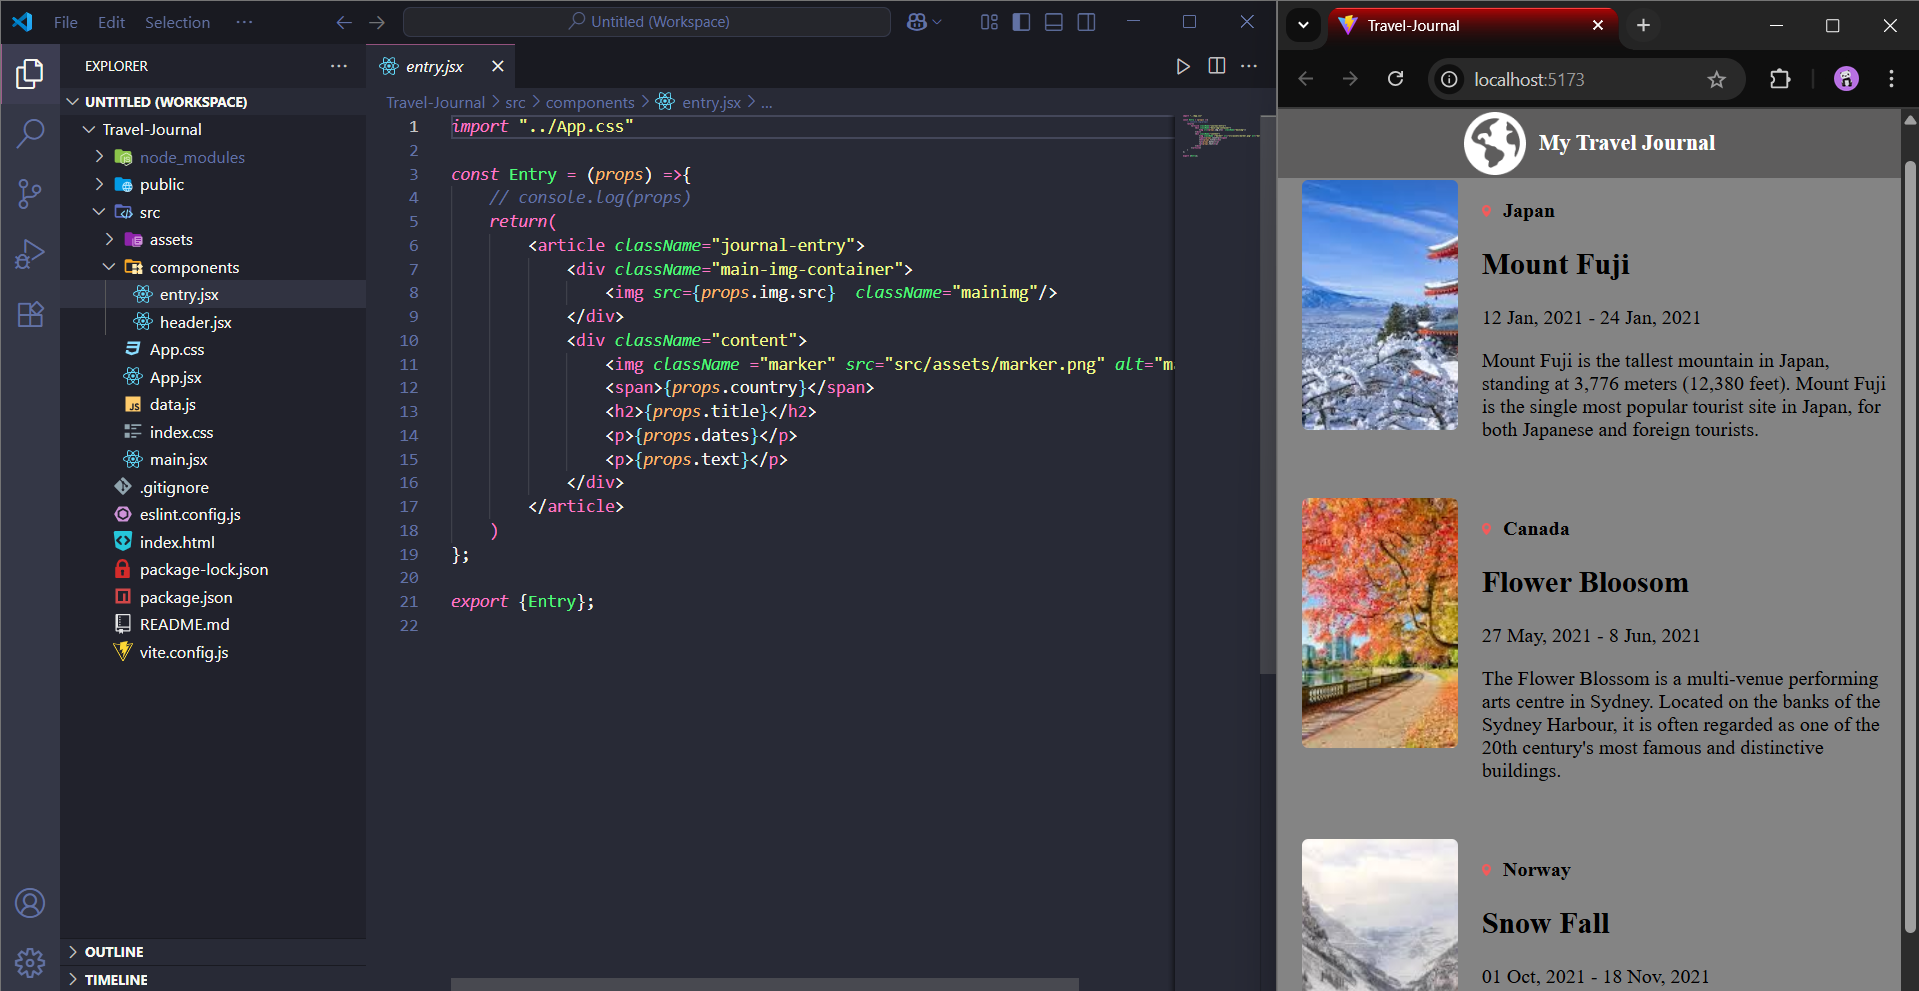 File Edit Selection ··· Untitled (Workspace)
EXPLORER ···
UNTITLED (WORKSPACE)
Travel-Journal
node_modules
public
src
assets
components
entry.jsx
header.jsx
App.css
App.jsx
JS data.js
index.css
main.jsx
.gitignore
eslint.config.js
index.html
package-lock.json
package.json
README.md
vite.config.js
OUTLINE
TIMELINE
entry.jsx
Travel-Journal > src > components > entry.jsx > ...
1 import "../App.css"
2
3 const Entry = (props) =>{
4 // console.log(props)
5 return(
6 <article className="journal-entry">
7 <div className="main-img-container">
8 <img src={props.img.src}  className="mainimg"/>
9 </div>
10 <div className="content">
11 <img className ="marker" src="src/assets/marker.png" alt="m
12 <span>{props.country}</span>
13 <h2>{props.title}</h2>
14 <p>{props.dates}</p>
15 <p>{props.text}</p>
16 </div>
17 </article>
18 )
19 };
20
21 export {Entry};
22
Travel-Journal
localhost:5173
My Travel Journal
Japan
Mount Fuji
12 Jan, 2021 - 24 Jan, 2021
Mount Fuji is the tallest mountain in Japan,
standing at 3,776 meters (12,380 feet). Mount Fuji
is the single most popular tourist site in Japan, for
both Japanese and foreign tourists.
Canada
Flower Bloosom
27 May, 2021 - 8 Jun, 2021
The Flower Blossom is a multi-venue performing
arts centre in Sydney. Located on the banks of the
Sydney Harbour, it is often regarded as one of the
20th century's most famous and distinctive
buildings.
Norway
Snow Fall
01 Oct, 2021 - 18 Nov, 2021